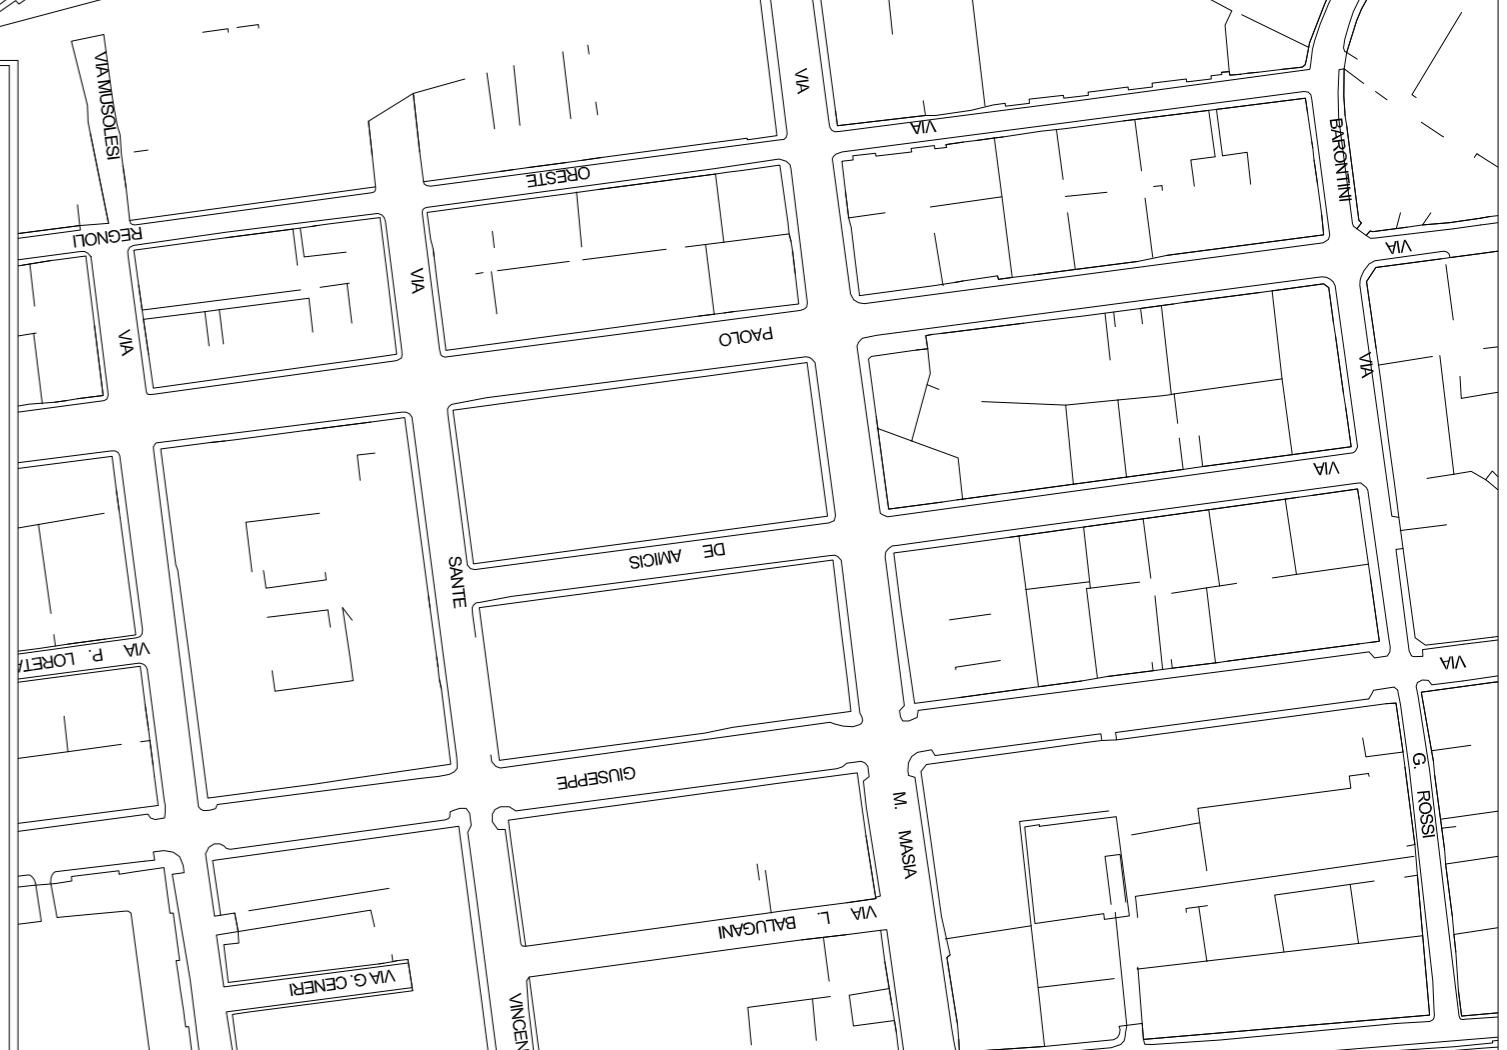 VIA MUSOLESI
VIA
VIA
BARONTINI
ORESTE
REGNOLI
VIA
VIA
VIA
VIA
PAOLO
VIA
VIA
DE AMICIS
SANTE
VIA P. LORETA
VIA
GIUSEPPE
G. ROSSI
M. MASIA
VIA L. BALUGANI
VIA G. CENERI
VINCEN